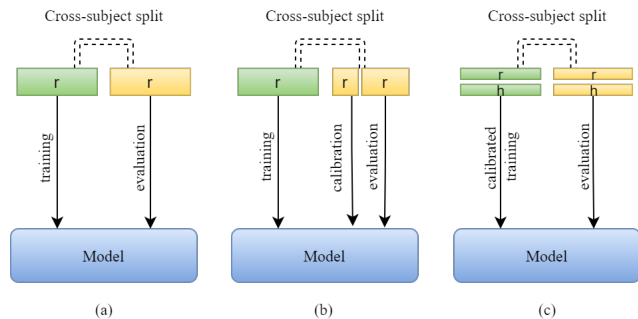 Cross-subject split
r
r
training
evaluation
Model
(a)
Cross-subject split
r
r
r
training
calibration
evaluation
Model
(b)
Cross-subject split
r
h
r
h
calibrated
training
evaluation
Model
(c)